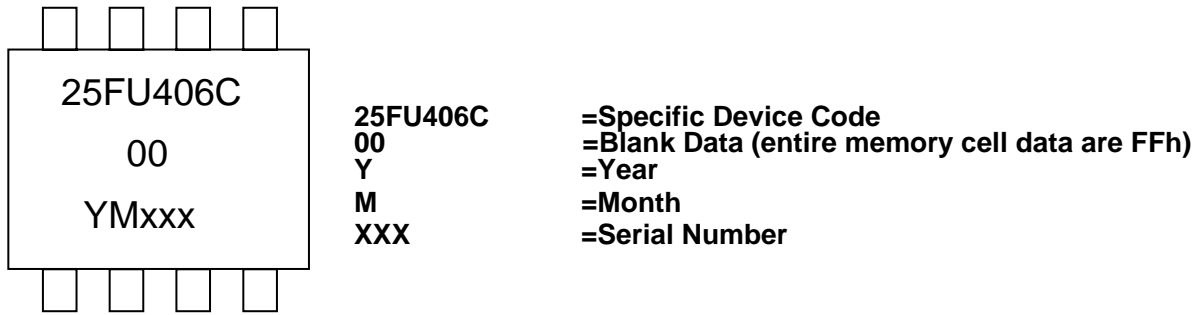 25FU406C
00
YMxxx
25FU406C =Specific Device Code
00 =Blank Data (entire memory cell data are FFh)
Y =Year
M =Month
XXX =Serial Number